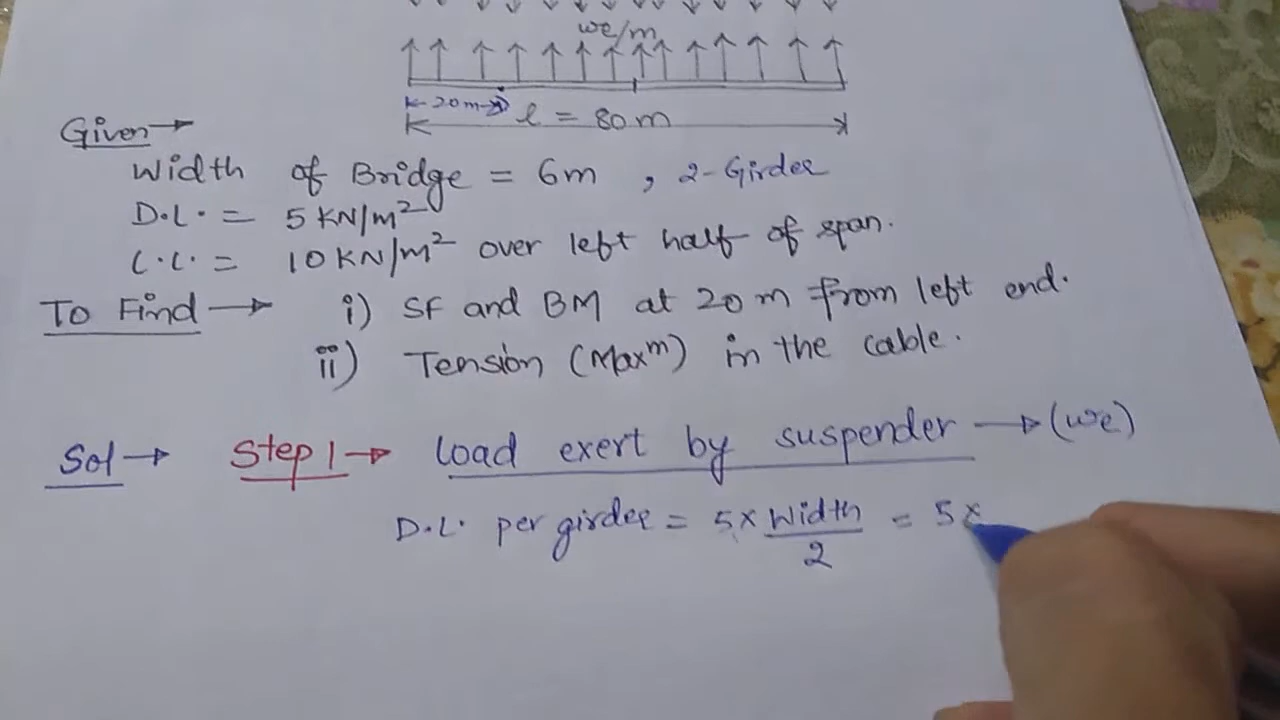 we/m
20m
l = 80m
Given →
Width of Bridge = 6m , 2-Girder
D.L. = 5 KN/m²
L.L. = 10 KN/m² over left half of span.
To Find → i) SF and BM at 20 m from left end.
ii) Tension (Maxᵐ) in the cable.
Sol → Step 1 → load exert by suspender → (we)
D.L. per girder = 5 × Width/2 = 5 ×